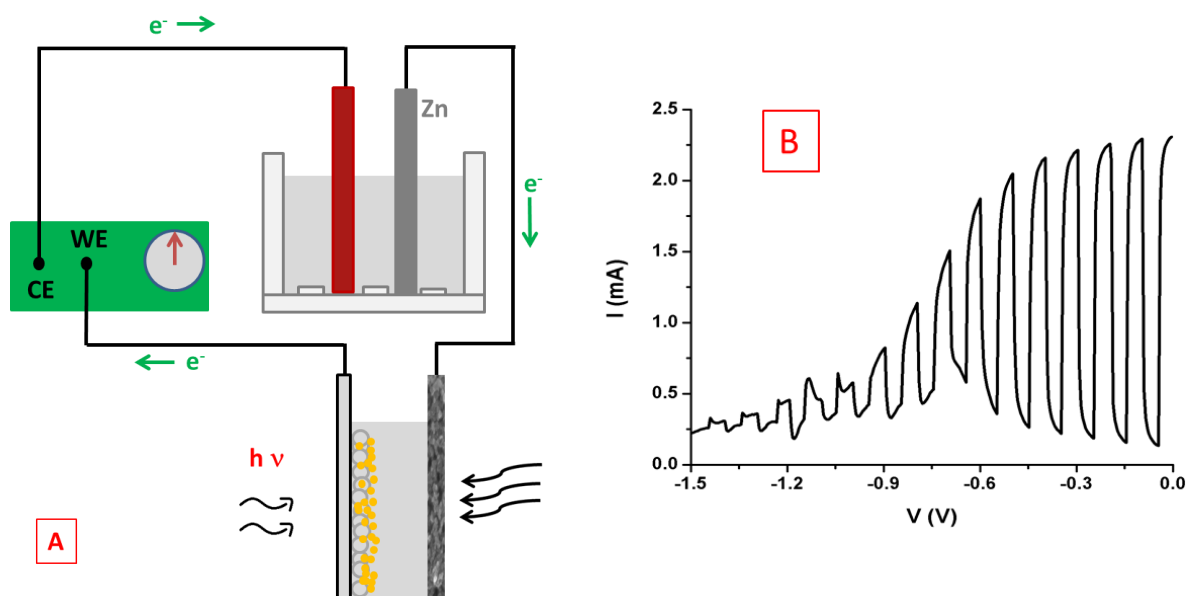 e-
Zn
e-
WE
CE
e-
h ν
A
B
2.5
2.0
1.5
1.0
0.5
0.0
I (mA)
-1.5
-1.2
-0.9
-0.6
-0.3
0.0
V (V)